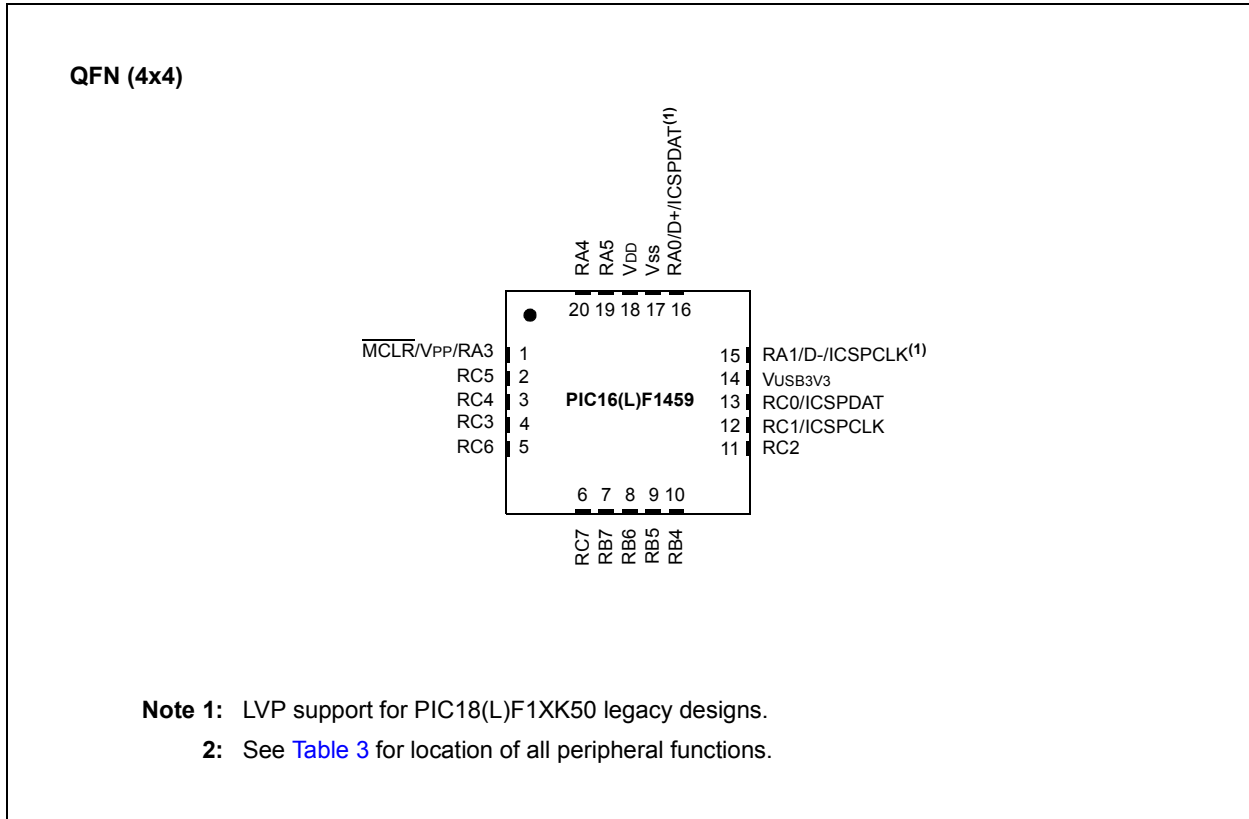 QFN (4x4)
RA4
RA5
VDD
Vss
RA0/D+/ICSPDAT(1)
20 19 18 17 16
MCLR/VPP/RA3 1
RC5 2
RC4 3
RC3 4
RC6 5
PIC16(L)F1459
15 RA1/D-/ICSPCLK(1)
14 VUSB3V3
13 RC0/ICSPDAT
12 RC1/ICSPCLK
11 RC2
6 7 8 9 10
RC7
RB7
RB6
RB5
RB4
Note 1: LVP support for PIC18(L)F1XK50 legacy designs.
2: See Table 3 for location of all peripheral functions.